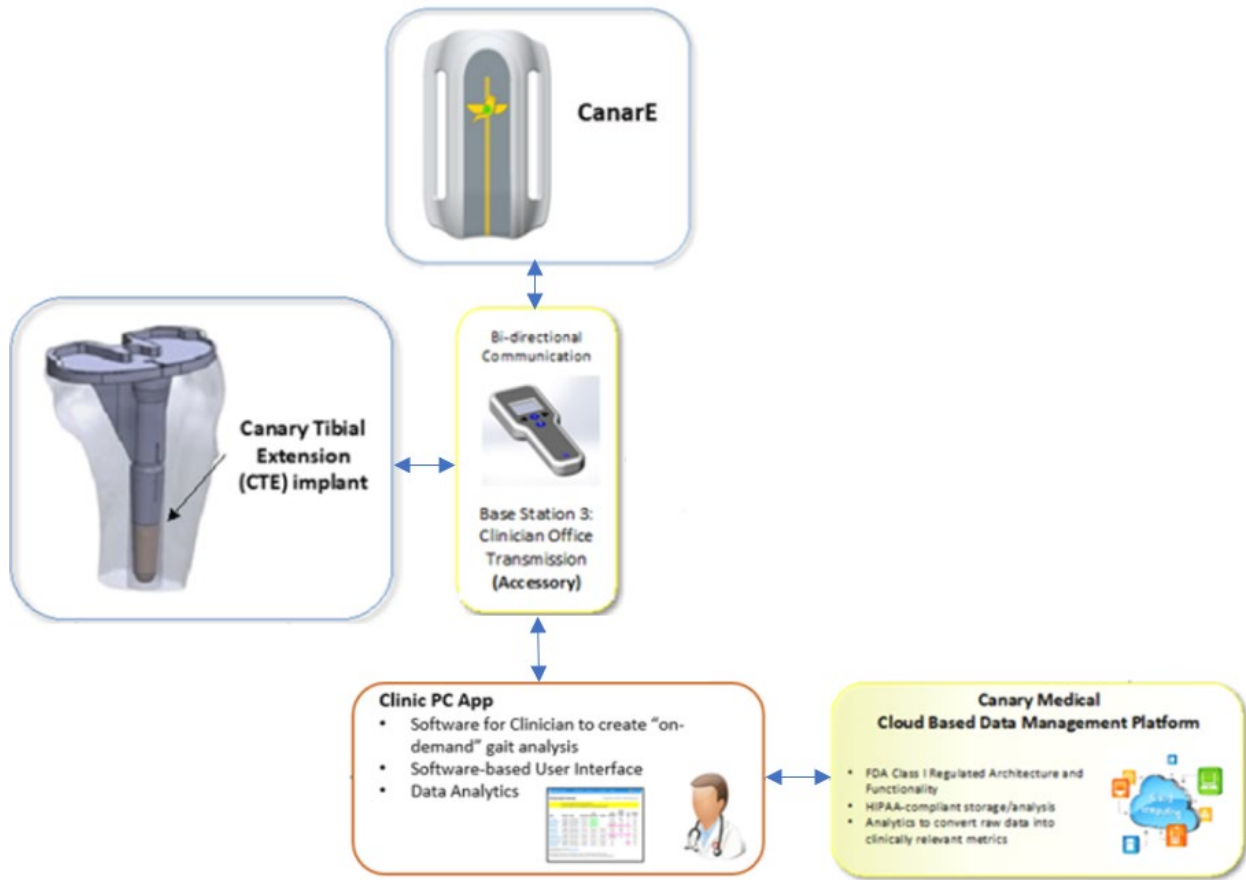 CanarE
Canary Tibial
Extension
(CTE) implant
Bi-directional
Communication
Base Station 3:
Clinician Office
Transmission
(Accessory)
Clinic PC App
• Software for Clinician to create “on-
demand” gait analysis
• Software-based User Interface
• Data Analytics
Canary Medical
Cloud Based Data Management Platform
• FDA Class I Regulated Architecture and
Functionality
• HIPAA-compliant storage/analysis
• Analytics to convert raw data into
clinically relevant metrics
computing